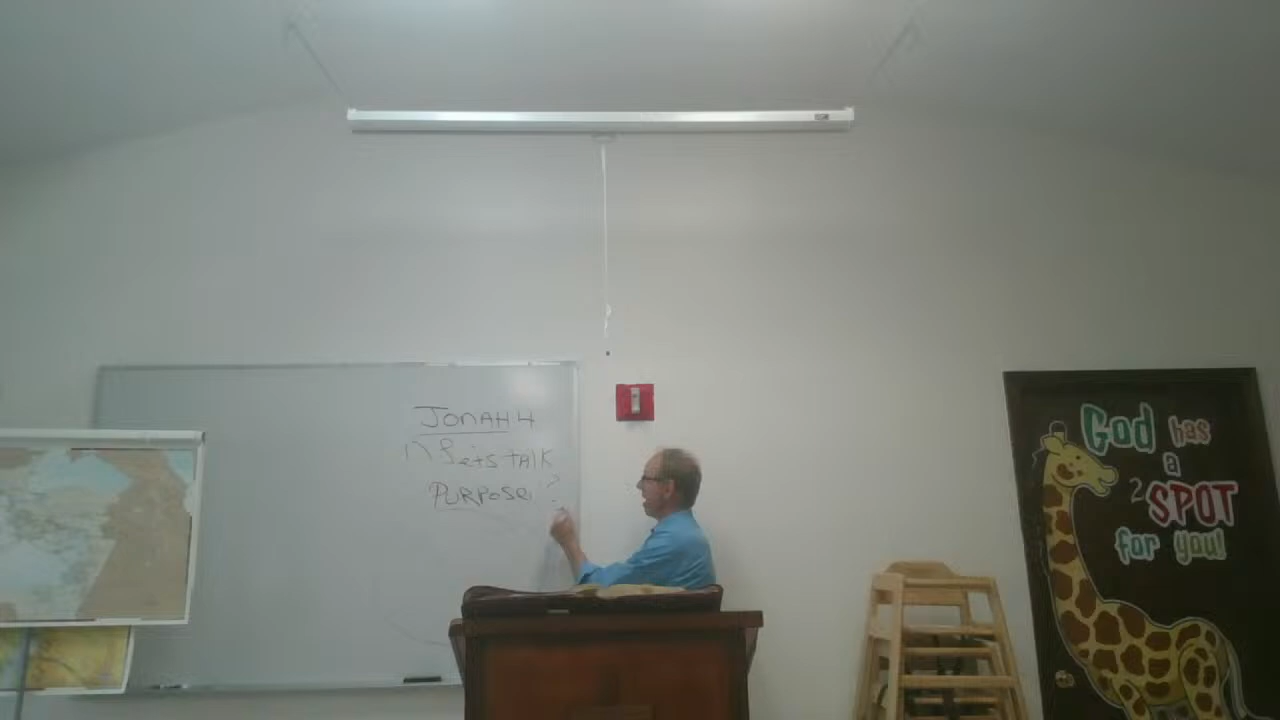 JONAH 4
1) Let's TALK
PURPOSE?
God has
a
SPOT
for you!